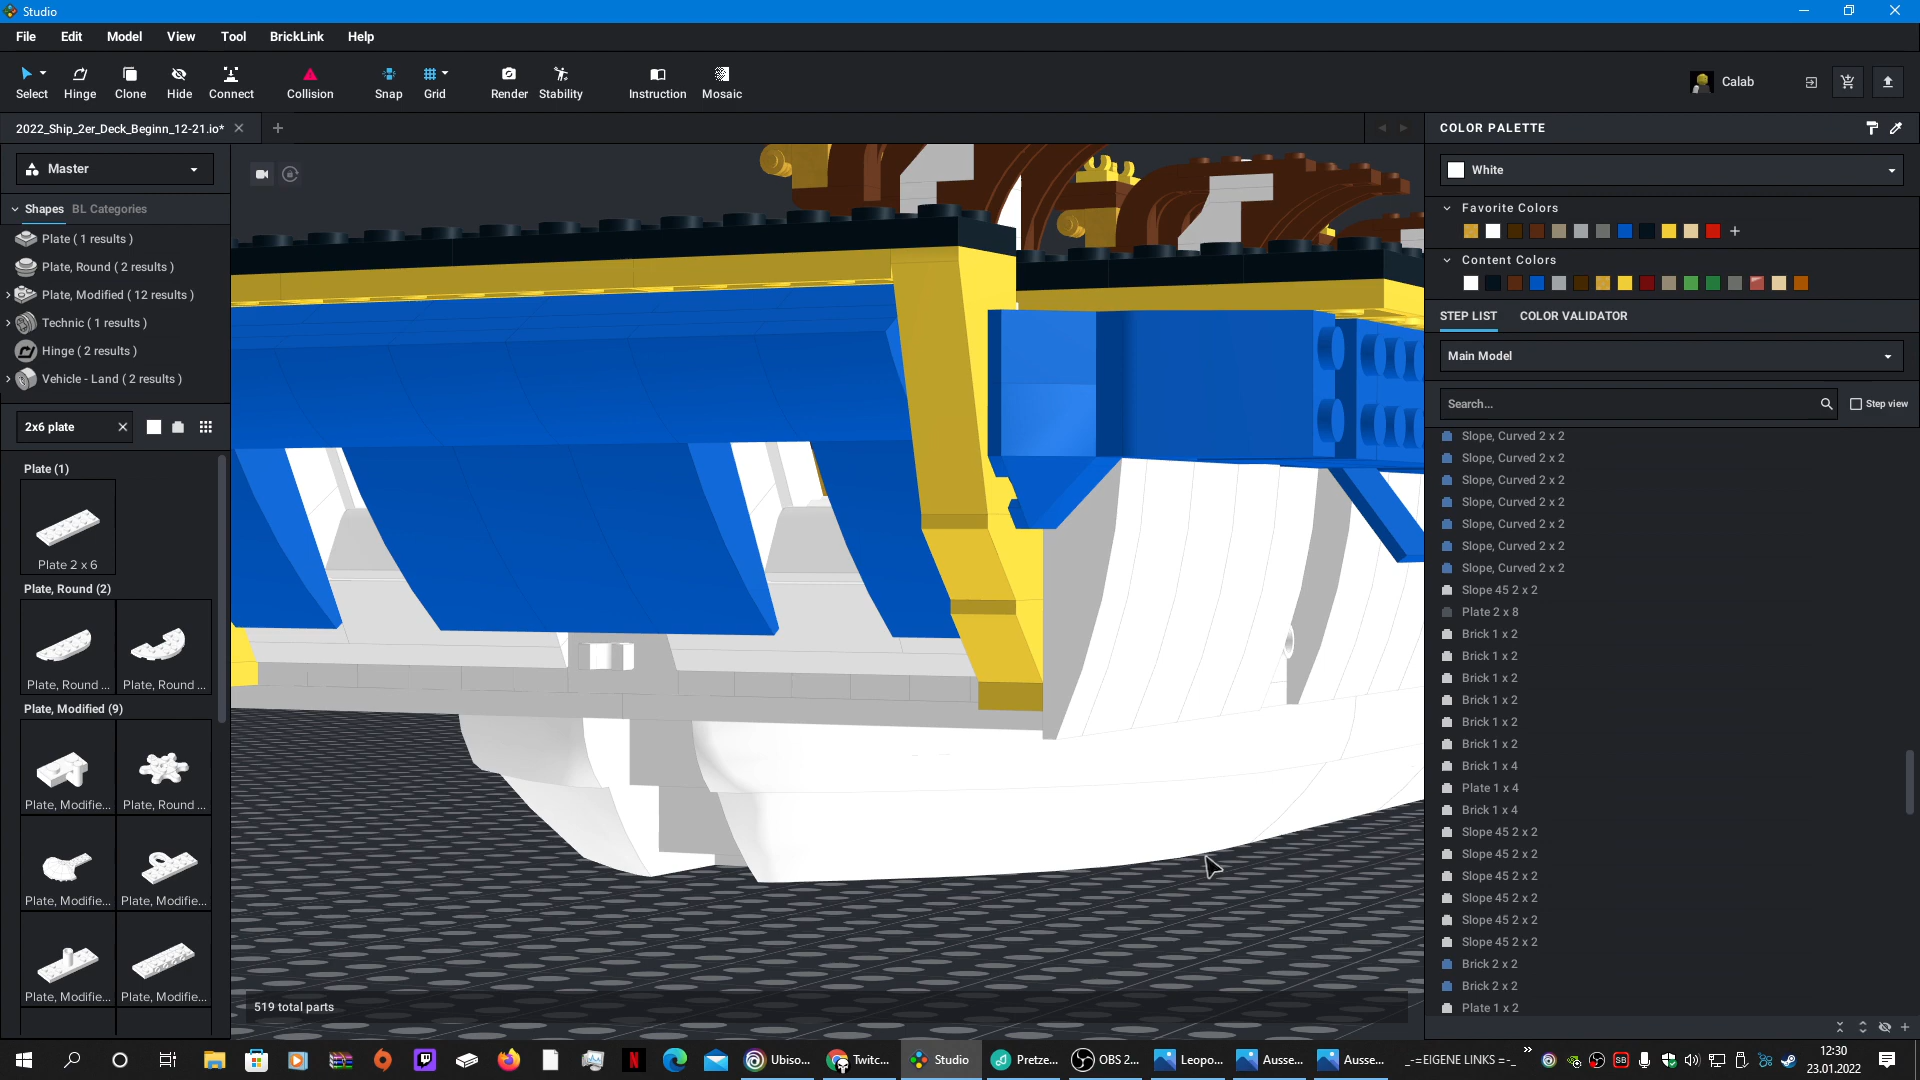 Studio
File Edit Model View Tool BrickLink Help
Select Hinge Clone Hide Connect Collision Snap Grid Render Stability Instruction Mosaic
Calab
2022_Ship_2er_Deck_Beginn_12-21.io*
COLOR PALETTE
Master
White
Shapes BL Categories
Favorite Colors
Plate ( 1 results )
Plate, Round ( 2 results )
Content Colors
Plate, Modified ( 12 results )
Technic ( 1 results )
STEP LIST COLOR VALIDATOR
Hinge ( 2 results )
Main Model
Vehicle - Land ( 2 results )
Search... Step view
2x6 plate
Plate (1)
Plate 2 x 6
Plate, Round (2)
Plate, Round ... Plate, Round ...
Plate, Modified (9)
Plate, Modifie... Plate, Round ...
Plate, Modifie... Plate, Modifie...
Plate, Modifie... Plate, Modifie...
Slope, Curved 2 x 2
Slope, Curved 2 x 2
Slope, Curved 2 x 2
Slope, Curved 2 x 2
Slope, Curved 2 x 2
Slope, Curved 2 x 2
Slope, Curved 2 x 2
Slope 45 2 x 2
Plate 2 x 8
Brick 1 x 2
Brick 1 x 2
Brick 1 x 2
Brick 1 x 2
Brick 1 x 2
Brick 1 x 2
Brick 1 x 4
Plate 1 x 4
Brick 1 x 4
Slope 45 2 x 2
Slope 45 2 x 2
Slope 45 2 x 2
Slope 45 2 x 2
Slope 45 2 x 2
Slope 45 2 x 2
Brick 2 x 2
Brick 2 x 2
Plate 1 x 2
519 total parts
Ubiso... Twitc... Studio Pretze... OBS 2... Leopo... Ausse... Ausse... _-=EIGENE LINKS =-_ »
12:30
23.01.2022